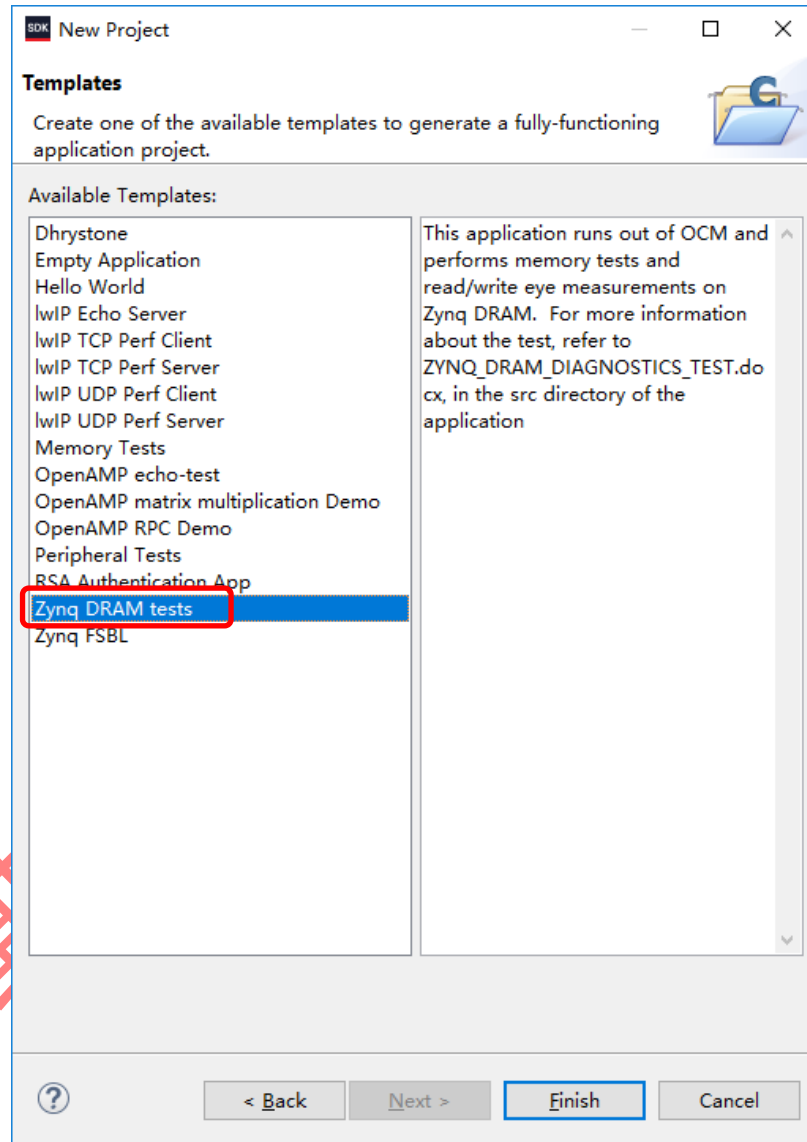 SDK New Project
Templates
Create one of the available templates to generate a fully-functioning
application project.
Available Templates:
Dhrystone
Empty Application
Hello World
lwIP Echo Server
lwIP TCP Perf Client
lwIP TCP Perf Server
lwIP UDP Perf Client
lwIP UDP Perf Server
Memory Tests
OpenAMP echo-test
OpenAMP matrix multiplication Demo
OpenAMP RPC Demo
Peripheral Tests
RSA Authentication App
Zynq DRAM tests
Zynq FSBL
This application runs out of OCM and
performs memory tests and
read/write eye measurements on
Zynq DRAM.  For more information
about the test, refer to
ZYNQ_DRAM_DIAGNOSTICS_TEST.do
cx, in the src directory of the
application
? < Back Next > Finish Cancel